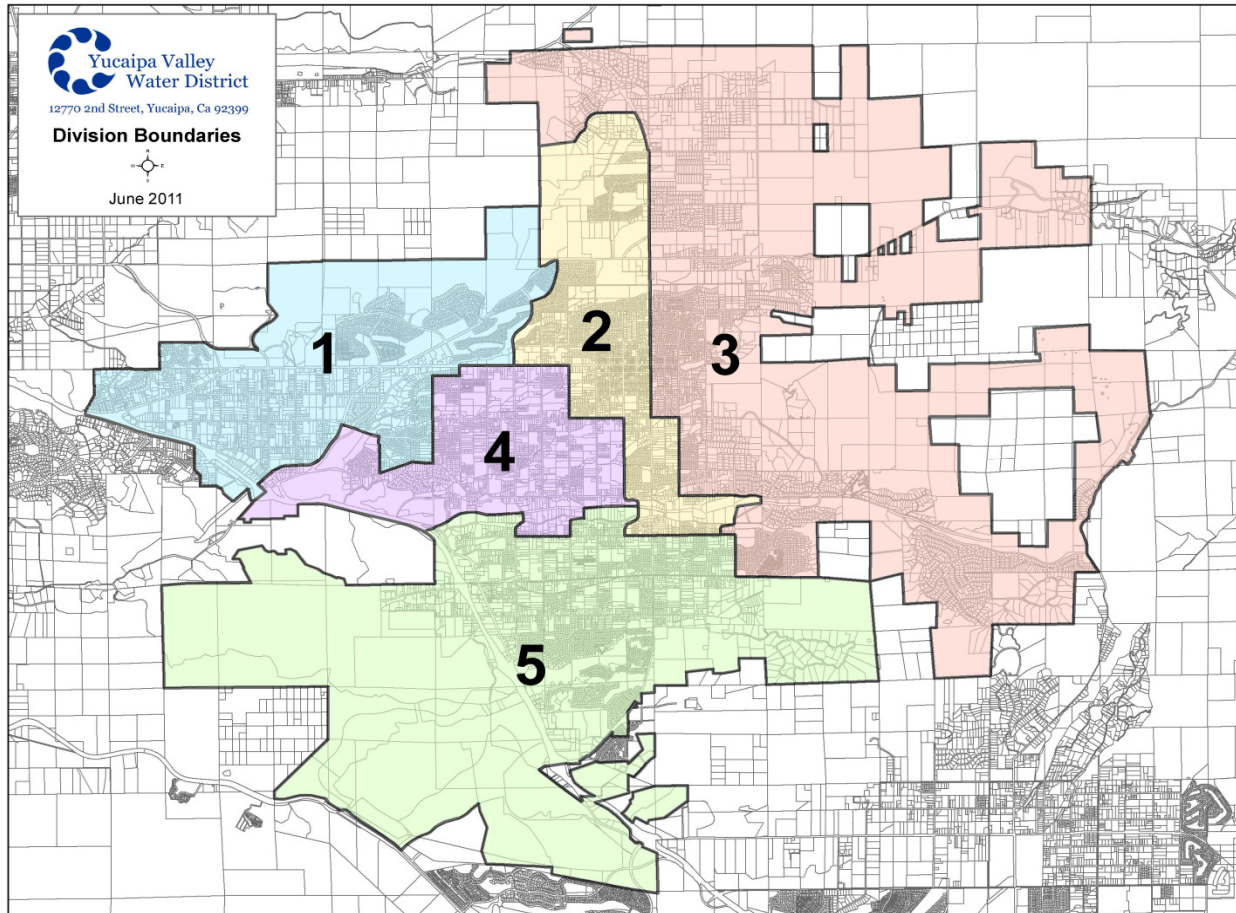 Yucaipa Valley
Water District
12770 2nd Street, Yucaipa, Ca 92399
Division Boundaries
N
W E
S
June 2011
1
2
3
4
5